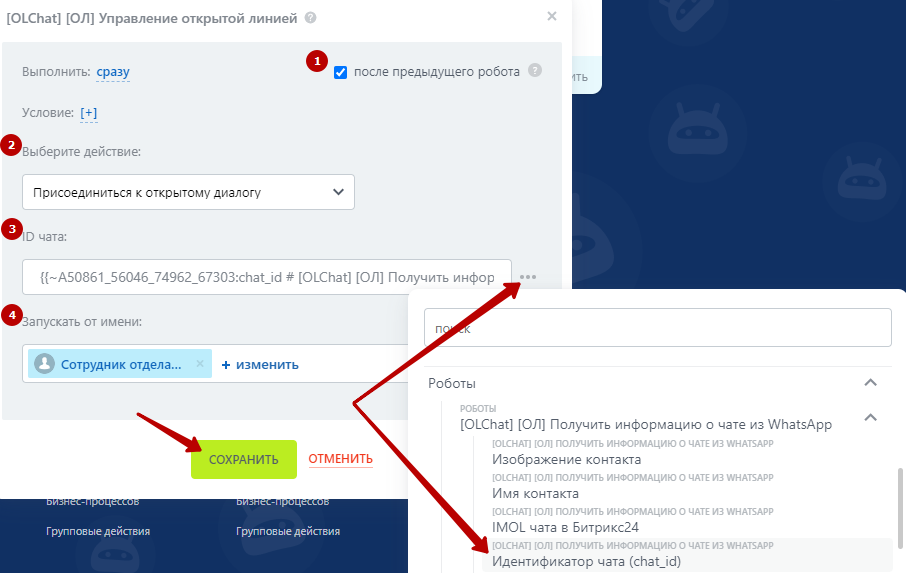 [OLChat] [ОЛ] Управление открытой линией ?
Выполнить: сразу
1
после предыдущего робота ?
ить
Условие: [+]
2
Выберите действие:
Присоединиться к открытому диалогу
3
ID чата:
{{~A50861_56046_74962_67303:chat_id # [OLChat] [ОЛ] Получить инфор
4
Запускать от имени:
Сотрудник отдела...
+ изменить
СОХРАНИТЬ
ОТМЕНИТЬ
Бизнес-процессов
Бизнес-процессов
Групповые действия
Групповые действия
поиск
Роботы
РОБОТЫ
[OLChat] [ОЛ] Получить информацию о чате из WhatsApp
[OLCHAT] [ОЛ] ПОЛУЧИТЬ ИНФОРМАЦИЮ О ЧАТЕ ИЗ WHATSAPP
Изображение контакта
[OLCHAT] [ОЛ] ПОЛУЧИТЬ ИНФОРМАЦИЮ О ЧАТЕ ИЗ WHATSAPP
Имя контакта
[OLCHAT] [ОЛ] ПОЛУЧИТЬ ИНФОРМАЦИЮ О ЧАТЕ ИЗ WHATSAPP
IMOL чата в Битрикс24
[OLCHAT] [ОЛ] ПОЛУЧИТЬ ИНФОРМАЦИЮ О ЧАТЕ ИЗ WHATSAPP
Идентификатор чата (chat_id)